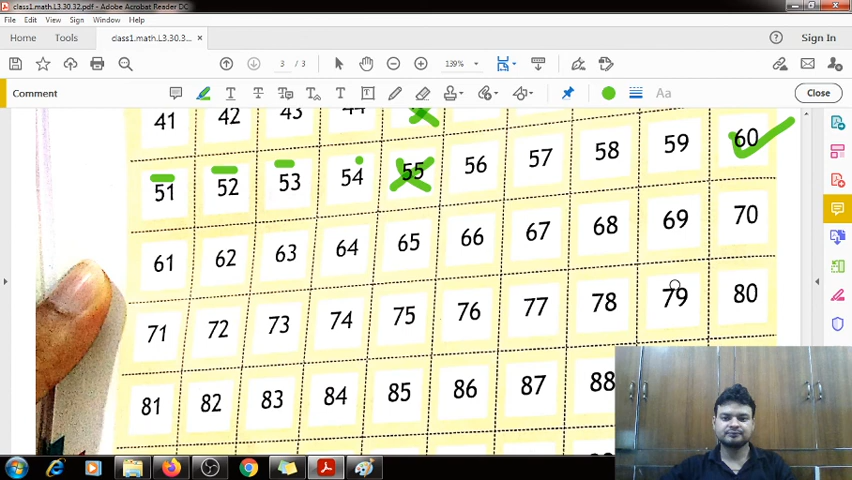 class1.math.L3.30.32.pdf - Adobe Acrobat Reader DC
File Edit View Sign Window Help
Home Tools class1.math.L3.30.3... × Sign In
3 / 3 139%
Comment Aa Close
41 42 43 44
51 52 53 54 55 56 57 58 59 60
61 62 63 64 65 66 67 68 69 70
71 72 73 74 75 76 77 78 79 80
81 82 83 84 85 86 87 88